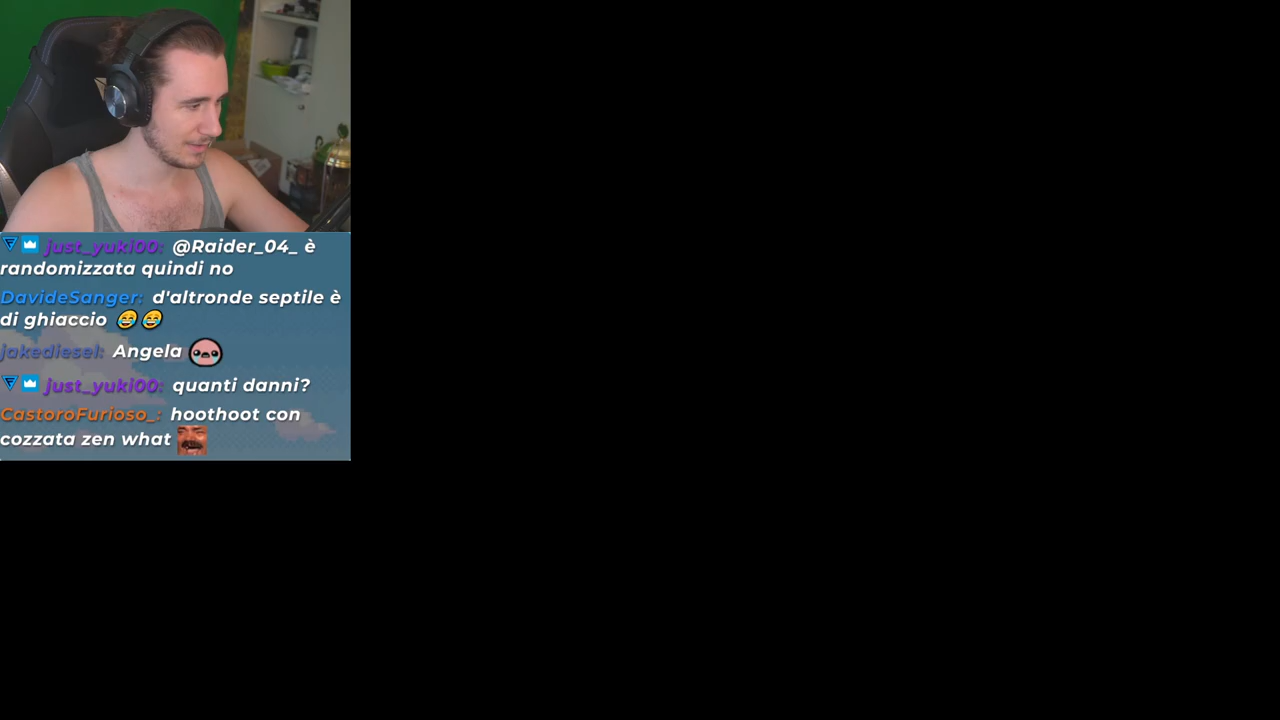 just_yuki00: @Raider_04_ è
randomizzata quindi no
DavideSanger: d'altronde septile è
di ghiaccio 😂😂
jakediesel: Angela
just_yuki00: quanti danni?
CastoroFurioso_: hoothoot con
cozzata zen what